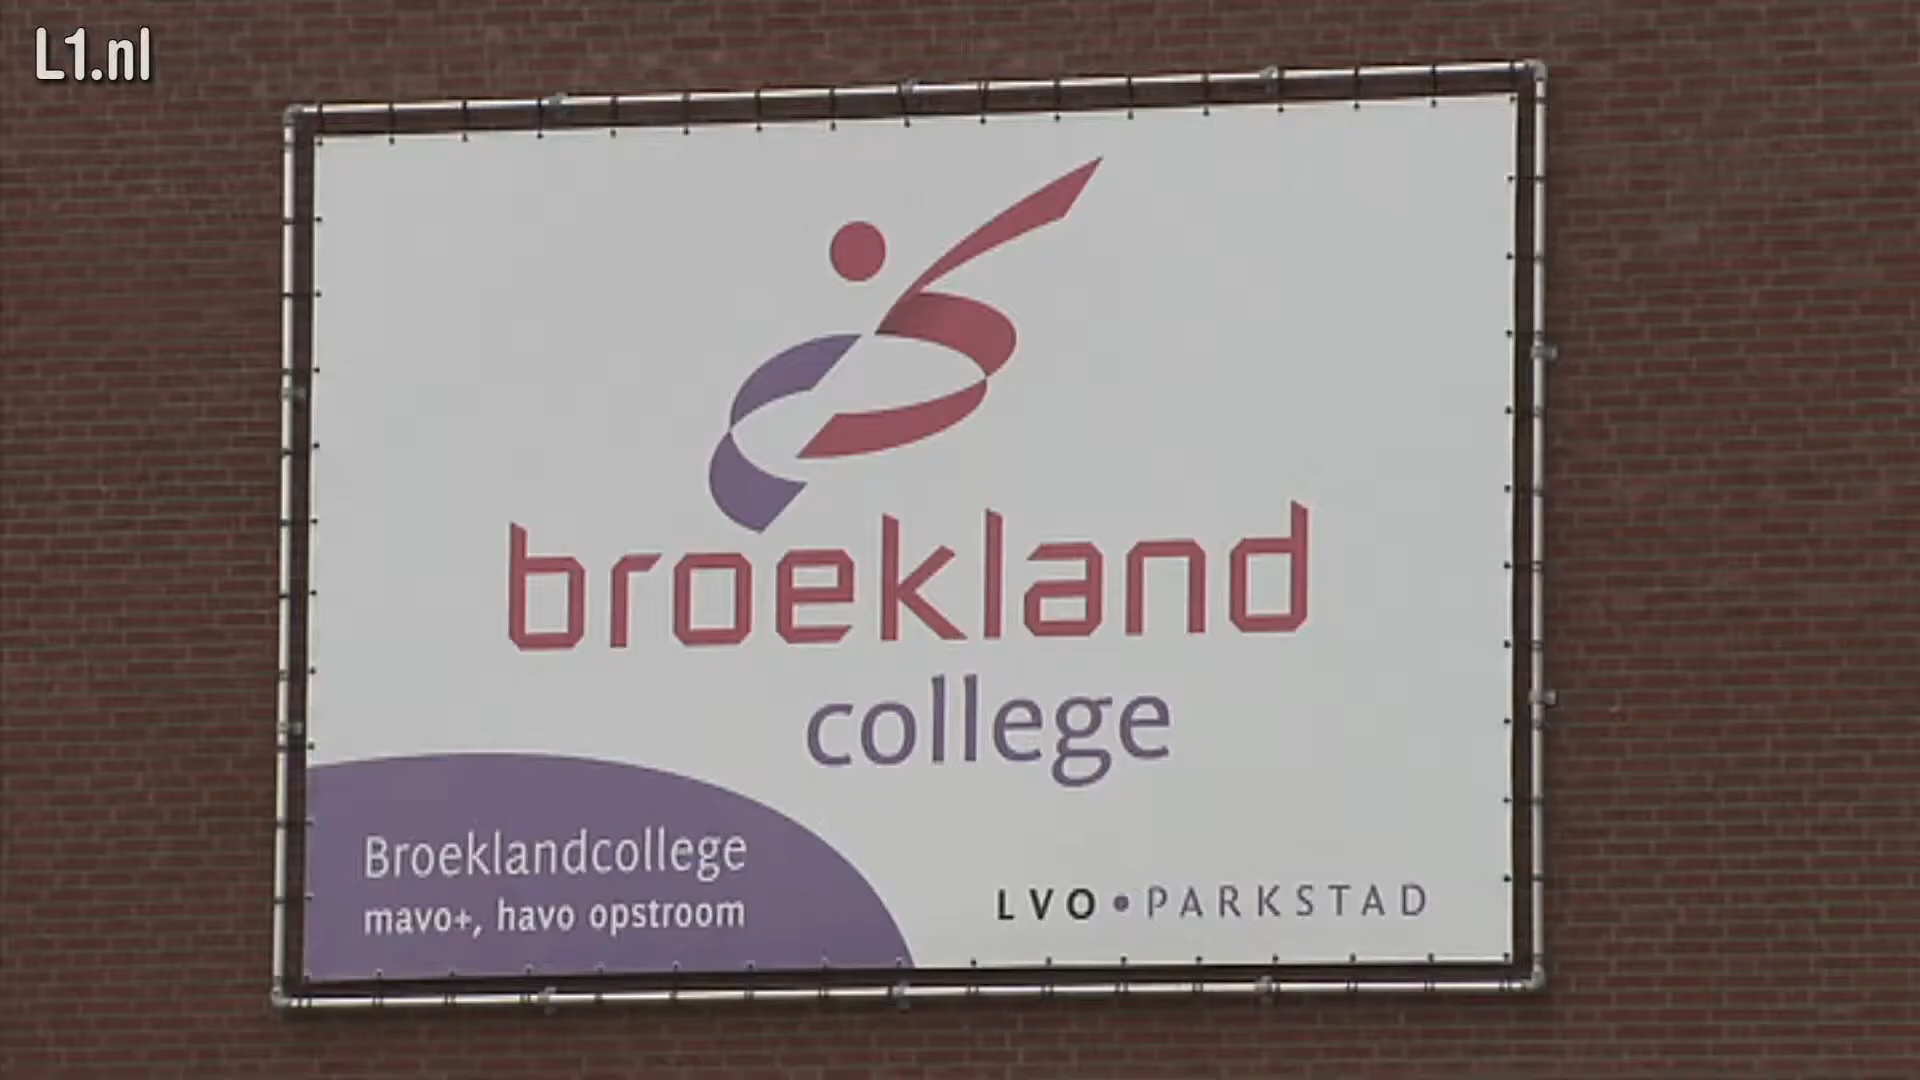 L1.nl
broekland
college
Broeklandcollege
mavo+, havo opstroom
LVO • PARKSTAD